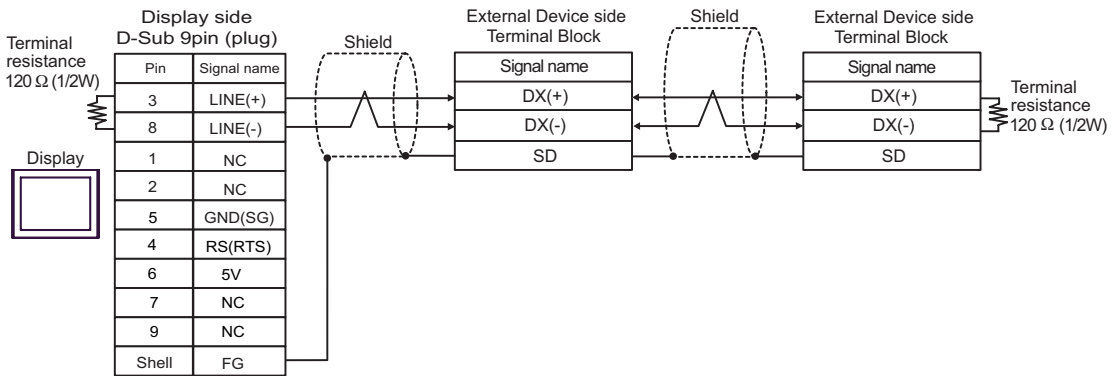 Display side
D-Sub 9pin (plug)
Terminal
resistance
120 Ω (1/2W)
Display
Pin Signal name
3 LINE(+)
8 LINE(-)
1 NC
2 NC
5 GND(SG)
4 RS(RTS)
6 5V
7 NC
9 NC
Shell FG
Shield
External Device side
Terminal Block
Signal name
DX(+)
DX(-)
SD
Shield
External Device side
Terminal Block
Signal name
DX(+)
DX(-)
SD
Terminal
resistance
120 Ω (1/2W)